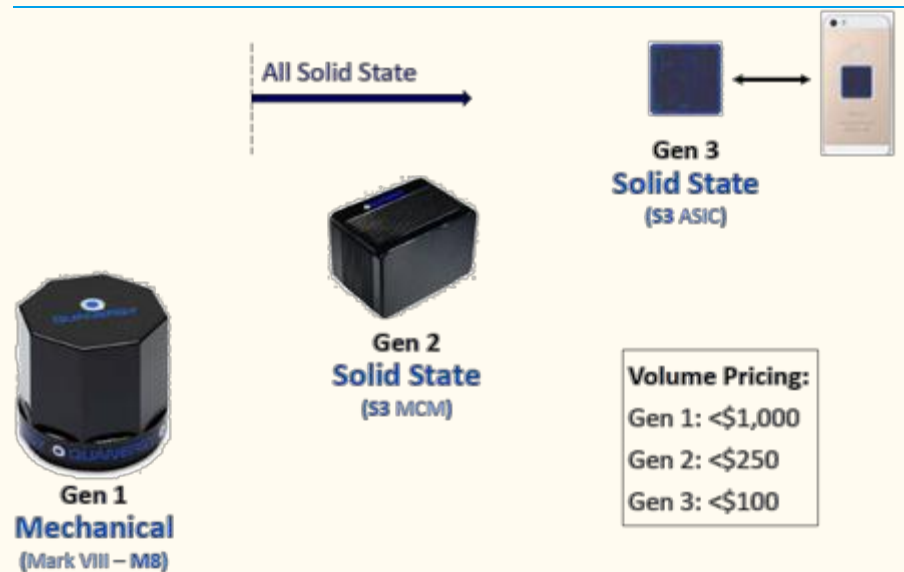 All Solid State
Gen 3
Solid State
(S3 ASIC)
QUANERGY
Gen 2
Solid State
(S3 MCM)
QUANERGY
QUANERGY
Gen 1
Mechanical
(Mark VIII – M8)
Volume Pricing:
Gen 1: <$1,000
Gen 2: <$250
Gen 3: <$100